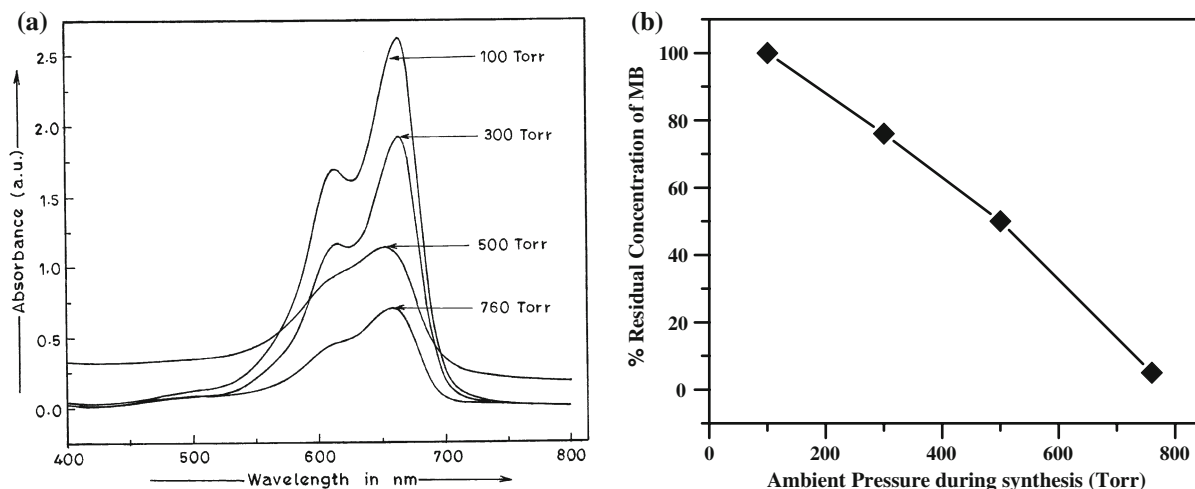 (a)
2.5
2.0
1.5
1.0
0.5
0.0
Absorbance (a.u.)
100 Torr
300 Torr
500 Torr
760 Torr
400
500
600
700
800
Wavelength in nm
(b)
100
80
60
40
20
0
% Residual Concentration of MB
0
200
400
600
800
Ambient Pressure during synthesis (Torr)